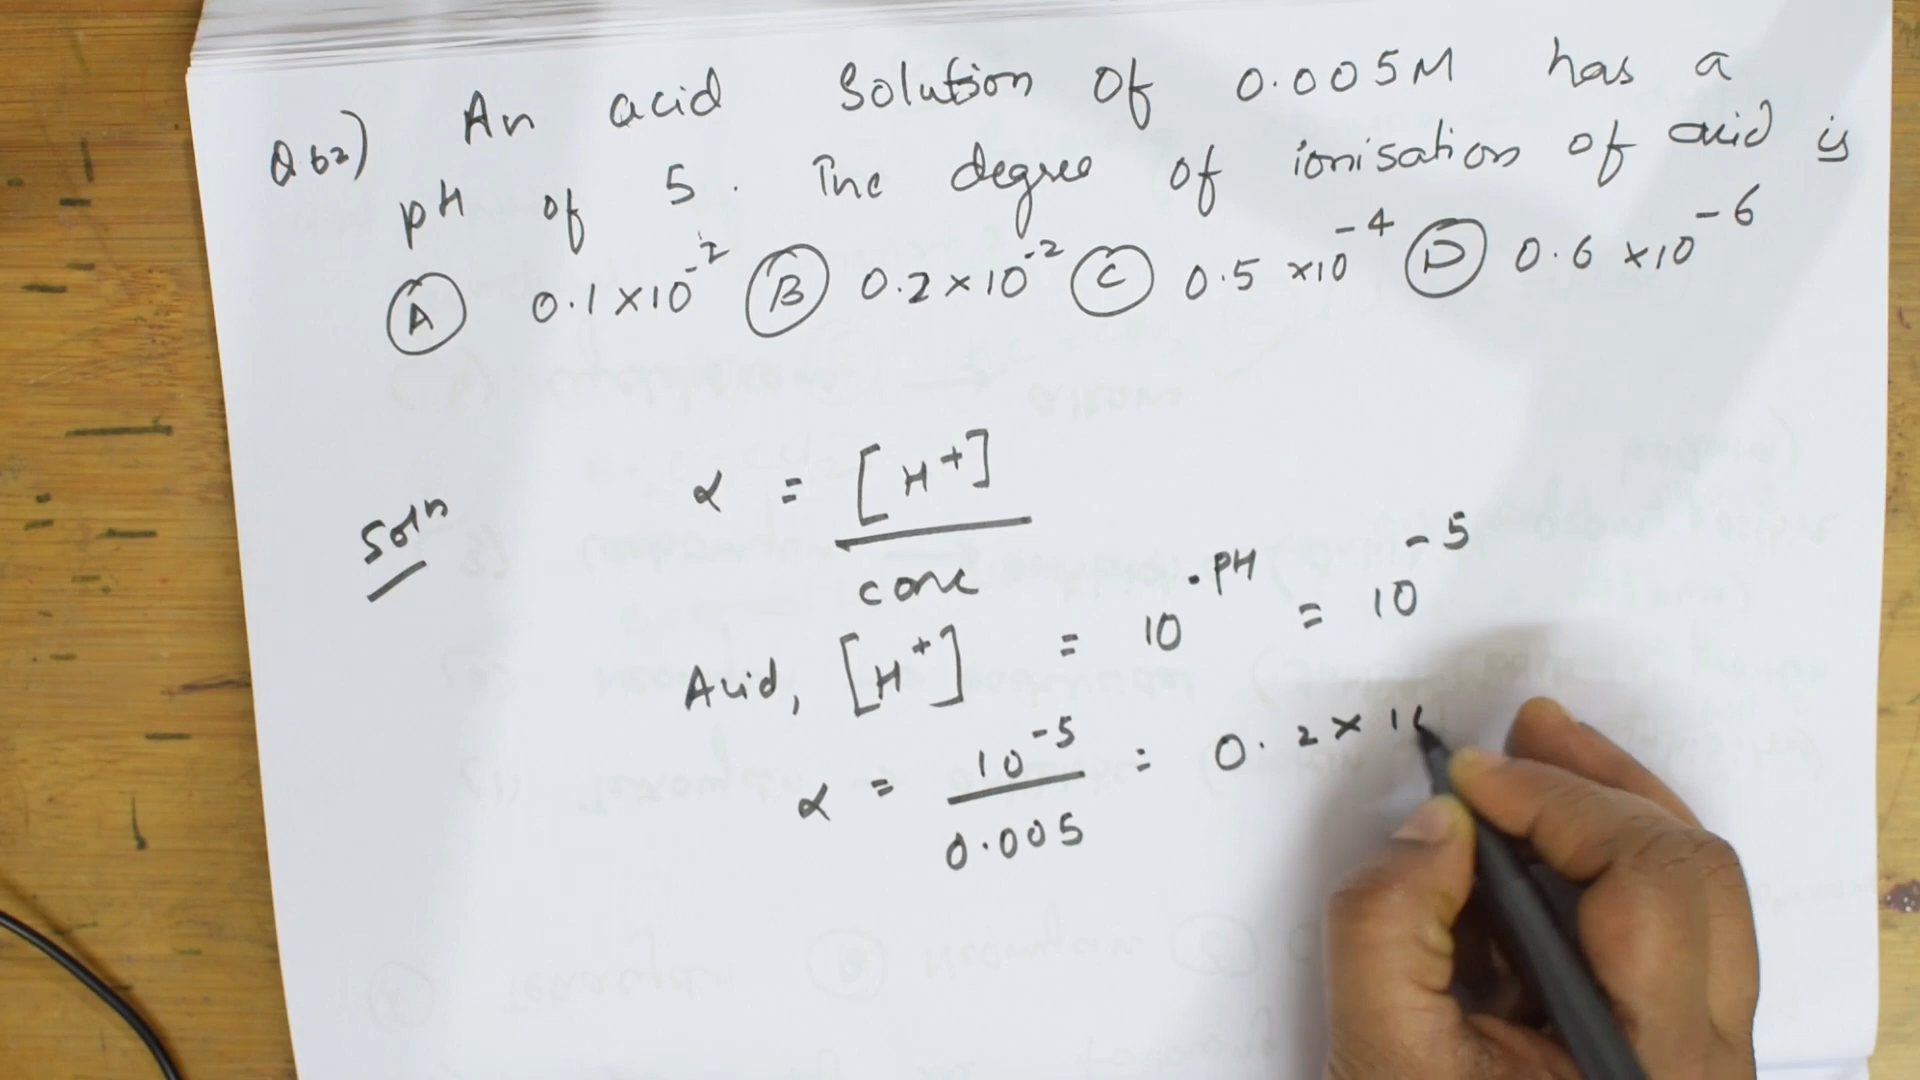 Q62) An acid solution of 0.005M has a
pH of 5. The degree of ionisation of acid is
(A) 0.1 × 10⁻² (B) 0.2 × 10⁻² (C) 0.5 × 10⁻⁴ (D) 0.6 × 10⁻⁶
Soln
α = [H⁺]
conc
Acid, [H⁺] = 10⁻ᵖᴴ = 10⁻⁵
α = 10⁻⁵ = 0.2 × 10
0.005